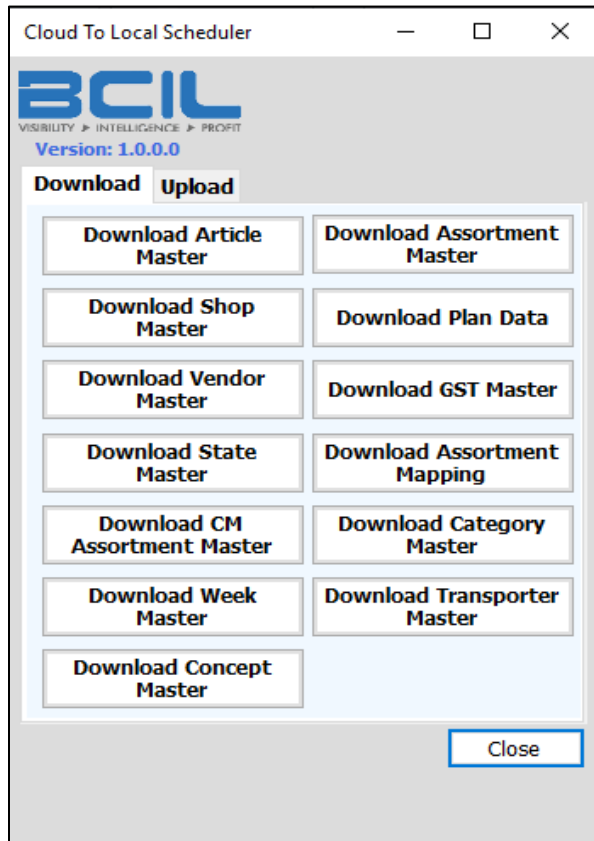 Cloud To Local Scheduler
BCIL
VISIBILITY ➤ INTELLIGENCE ➤ PROFIT
Version: 1.0.0.0
Download
Upload
Download Article
Master
Download Assortment
Master
Download Shop
Master
Download Plan Data
Download Vendor
Master
Download GST Master
Download State
Master
Download Assortment
Mapping
Download CM
Assortment Master
Download Category
Master
Download Week
Master
Download Transporter
Master
Download Concept
Master
Close